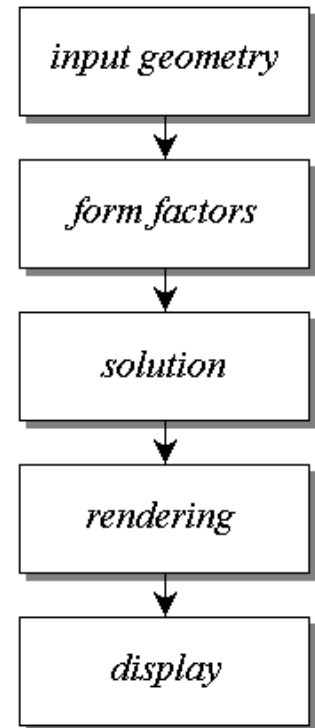 input geometry
form factors
solution
rendering
display